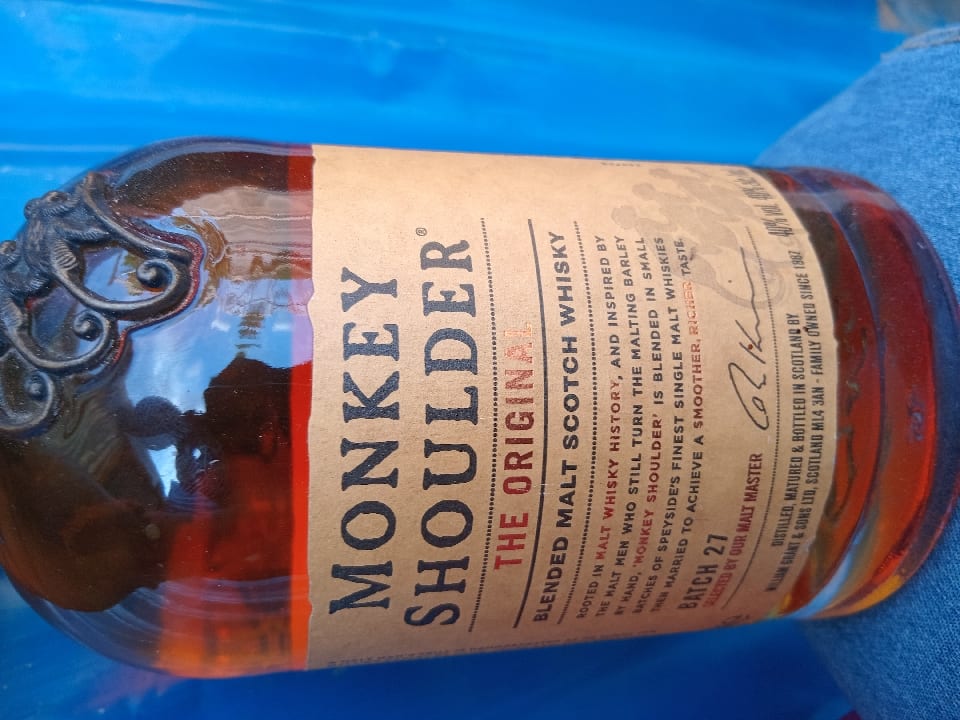 MONKEY
SHOULDER®
THE ORIGINAL
BLENDED MALT SCOTCH WHISKY
ROOTED IN MALT WHISKY HISTORY, AND INSPIRED BY
THE MALT MEN WHO STILL TURN THE MALTING BARLEY
BY HAND, 'MONKEY SHOULDER' IS BLENDED IN SMALL
BATCHES OF SPEYSIDE'S FINEST SINGLE MALT WHISKIES
THEN MARRIED TO ACHIEVE A SMOOTHER, RICHER TASTE.
BATCH 27
SELECTED BY OUR MALT MASTER
DISTILLED, MATURED & BOTTLED IN SCOTLAND BY
WILLIAM GRANT & SONS LTD, SCOTLAND ML4 3AN - FAMILY OWNED SINCE 1887
40% vol